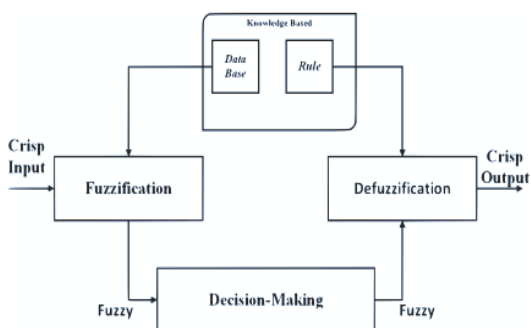 Knowledge Based
Data
Base
Rule
Crisp
Input
Fuzzification
Defuzzification
Crisp
Output
Decision-Making
Fuzzy
Fuzzy